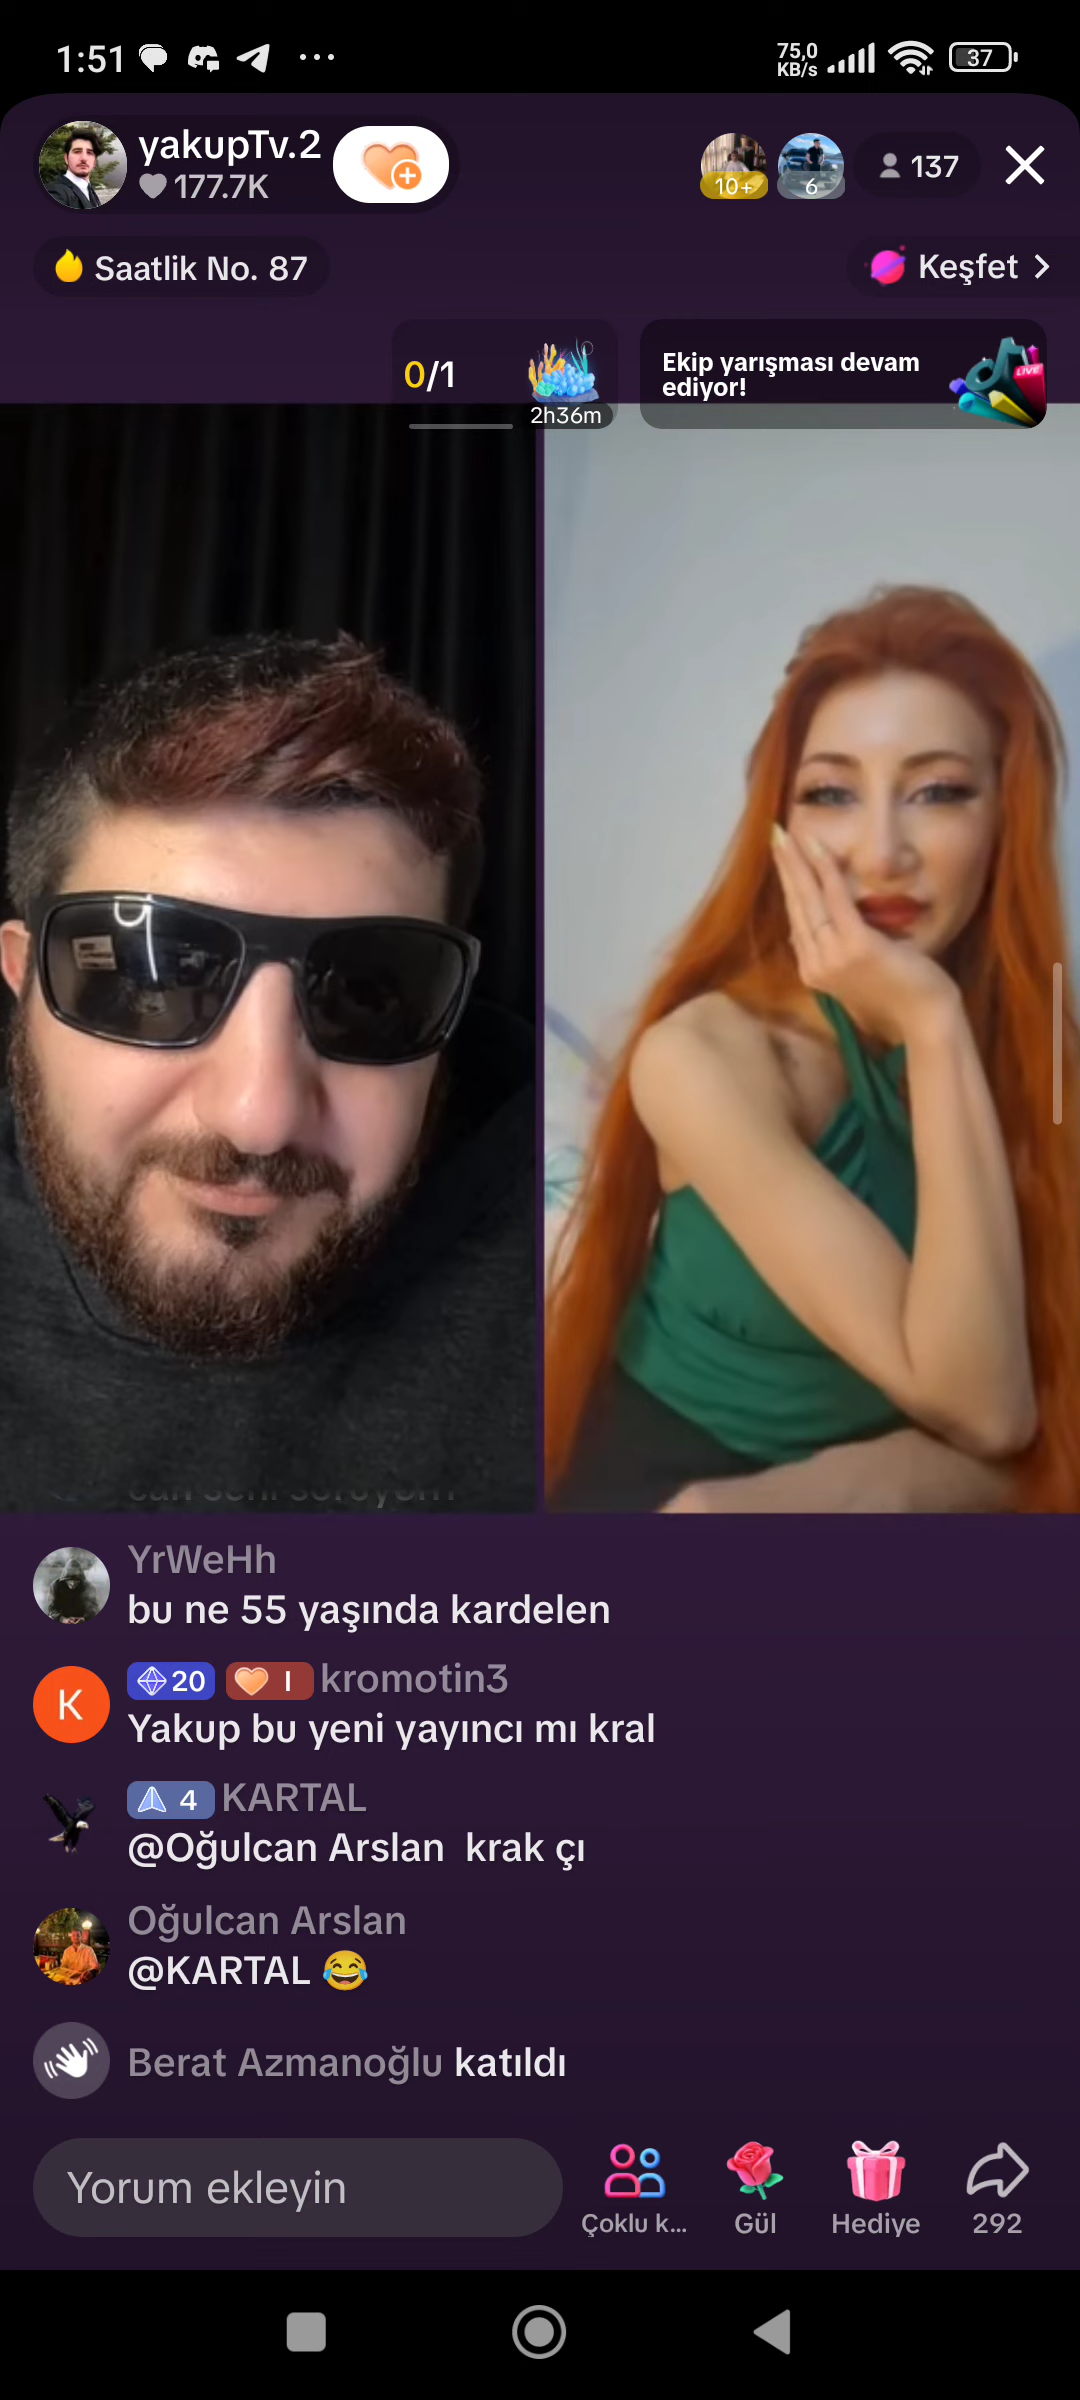 1:51
75,0
KB/s
37
yakupTv.2
177.7K
10+
6
137
Saatlik No. 87
Keşfet
0/1
2h36m
Ekip yarışması devam
ediyor!
LIVE
YrWeHh
bu ne 55 yaşında kardelen
20 I kromotin3
K
Yakup bu yeni yayıncı mı kral
4 KARTAL
@Oğulcan Arslan krak çı
Oğulcan Arslan
@KARTAL 😂
Berat Azmanoğlu katıldı
Yorum ekleyin
Çoklu k...
Gül
Hediye
292